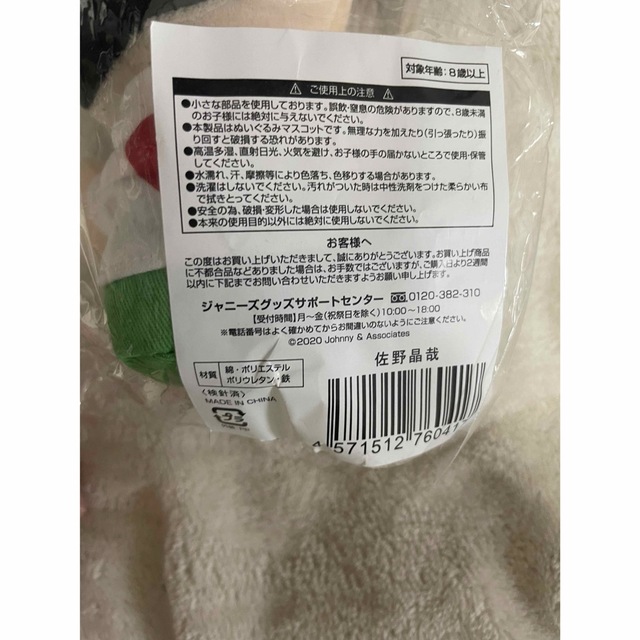 対象年齢:8歳以上
⚠ ご使用上の注意 ⚠
●小さな部品を使用しております。誤飲・窒息の危険がありますので、8歳未満
のお子様には絶対に与えないでください。
●本製品はぬいぐるみマスコットです。無理な力を加えたり(引っ張ったり)振
り回すと破損する恐れがあります。
●高温多湿、直射日光、火気を避け、お子様の手の届かないところで使用・保管
してください。
●水濡れ、汗、摩擦等により色落ち、色移りする場合があります。
●洗濯はしないでください。汚れがついた時は中性洗剤をつけた柔らかい布
で拭きとってください。
●安全の為、破損・変形した場合は使用しないでください。
●本来の使用目的以外には絶対に使用しないでください。
お客様へ
この度はお買い上げいただきまして、誠にありがとうございます。お買い上げ商品
に不都合品などありました場合は、お手数ではございますが、ご購入日より2週間
以内に下記までお問い合わせいただきますようお願い申し上げます。
ジャニーズグッズサポートセンター 0120-382-310
【受付時間】月〜金(祝祭日を除く)10:00〜18:00
※電話番号はよく確かめてからお間違いのないようにご注意ください。
©2020 Johnny & Associates
佐野晶哉
材質 綿・ポリエステル
ポリウレタン・鉄
〈検針済〉
MADE IN CHINA
4 571512 76041